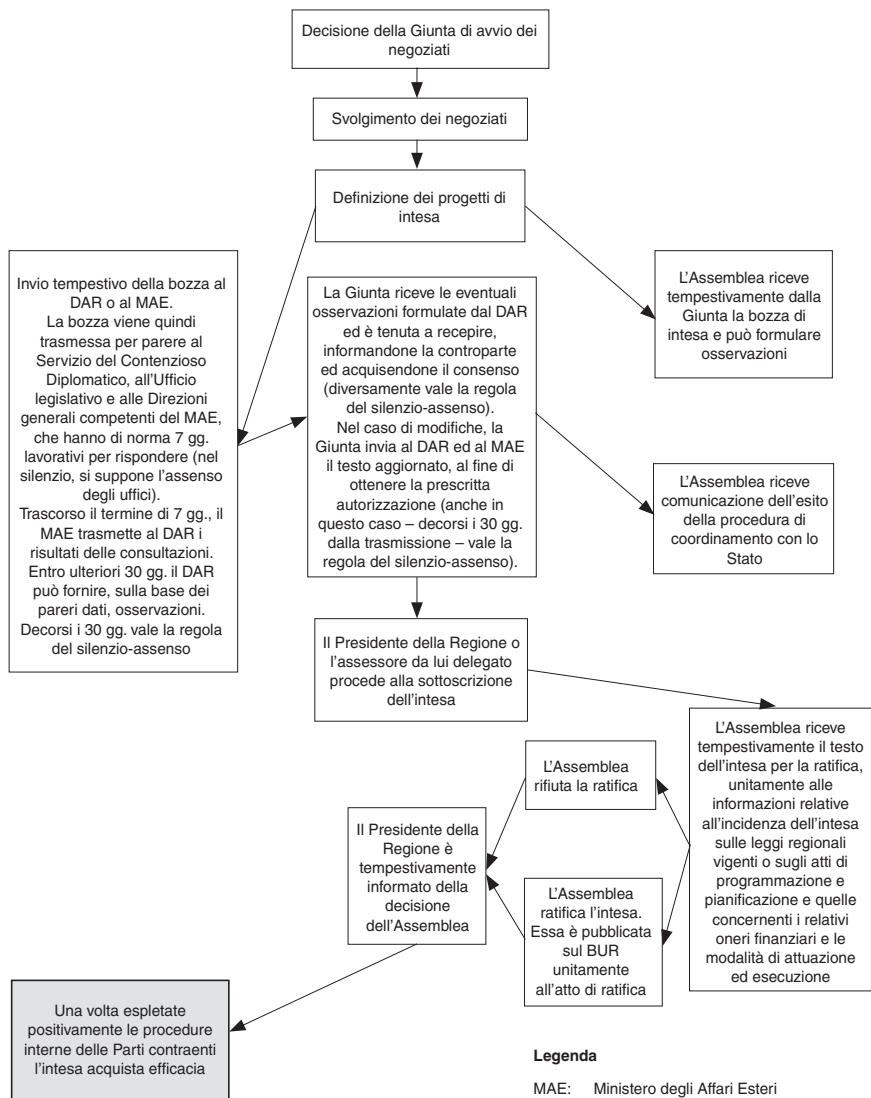 Decisione della Giunta di avvio dei
negoziati
Svolgimento dei negoziati
Definizione dei progetti di
intesa
Invio tempestivo della bozza al
DAR o al MAE.
La bozza viene quindi
trasmessa per parere al
Servizio del Contenzioso
Diplomatico, all’Ufficio
legislativo e alle Direzioni
generali competenti del MAE,
che hanno di norma 7 gg.
lavorativi per rispondere (nel
silenzio, si suppone l’assenso
degli uffici).
Trascorso il termine di 7 gg., il
MAE trasmette al DAR i
risultati delle consultazioni.
Entro ulteriori 30 gg. il DAR
può fornire, sulla base dei
pareri dati, osservazioni.
Decorsi i 30 gg. vale la regola
del silenzio-assenso
La Giunta riceve le eventuali
osservazioni formulate dal DAR
ed è tenuta a recepire,
informandone la controparte
ed acquisendone il consenso
(diversamente vale la regola
del silenzio-assenso).
Nel caso di modifiche, la
Giunta invia al DAR ed al MAE
il testo aggiornato, al fine di
ottenere la prescritta
autorizzazione (anche in
questo caso – decorsi i 30 gg.
dalla trasmissione – vale la
regola del silenzio-assenso).
L’Assemblea riceve
tempestivamente dalla
Giunta la bozza di
intesa e può formulare
osservazioni
L’Assemblea riceve
comunicazione dell’esito
della procedura di
coordinamento con lo
Stato
Il Presidente della Regione o
l’assessore da lui delegato
procede alla sottoscrizione
dell’intesa
L’Assemblea riceve
tempestivamente il testo
dell’intesa per la ratifica,
unitamente alle
informazioni relative
all’incidenza dell’intesa
sulle leggi regionali
vigenti o sugli atti di
programmazione e
pianificazione e quelle
concernenti i relativi
oneri finanziari e le
modalità di attuazione
ed esecuzione
L’Assemblea
rifiuta la ratifica
L’Assemblea
ratifica l’intesa.
Essa è pubblicata
sul BUR
unitamente
all’atto di ratifica
Il Presidente della
Regione è
tempestivamente
informato della
decisione
dell’Assemblea
Una volta espletate
positivamente le procedure
interne delle Parti contraenti
l’intesa acquista efficacia
Legenda
MAE: Ministero degli Affari Esteri